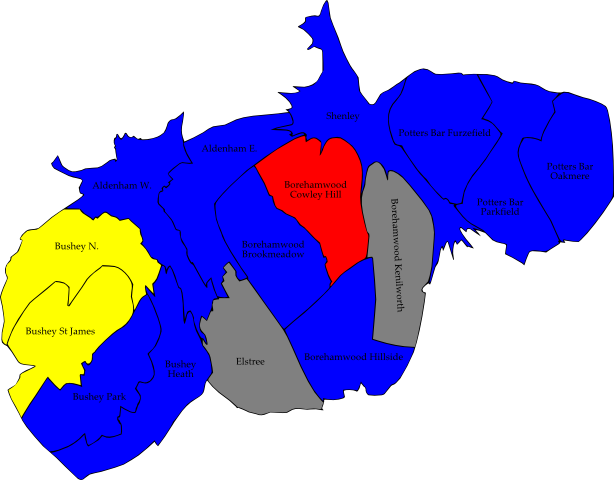 Shenley
Potters Bar Furzefield
Aldenham E.
Potters Bar
Oakmere
Aldenham W.
Borehamwood
Cowley Hill
Potters Bar
Parkfield
Borehamwood Kenilworth
Bushey N.
Borehamwood
Brookmeadow
Bushey St James
Borehamwood Hillside
Elstree
Bushey
Heath
Bushey Park